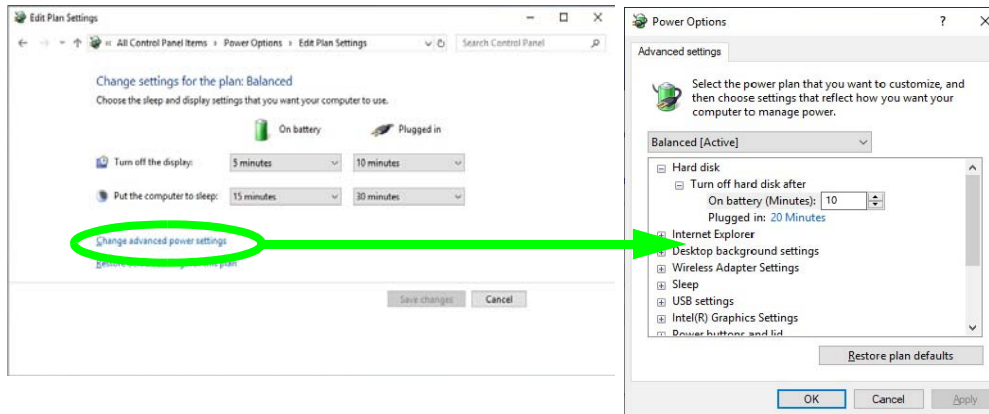 Edit Plan Settings
« All Control Panel Items › Power Options › Edit Plan Settings
Search Control Panel
Change settings for the plan: Balanced
Choose the sleep and display settings that you want your computer to use.
On battery
Plugged in
Turn off the display:
5 minutes
10 minutes
Put the computer to sleep:
15 minutes
30 minutes
Change advanced power settings
plan
Save changes
Cancel
Power Options
?
Advanced settings
Select the power plan that you want to customize, and
then choose settings that reflect how you want your
computer to manage power.
Balanced [Active]
Hard disk
Turn off hard disk after
On battery (Minutes): 10
Plugged in: 20 Minutes
Internet Explorer
Desktop background settings
Wireless Adapter Settings
Sleep
USB settings
Intel(R) Graphics Settings
Power buttons and lid
Restore plan defaults
OK
Cancel
Apply